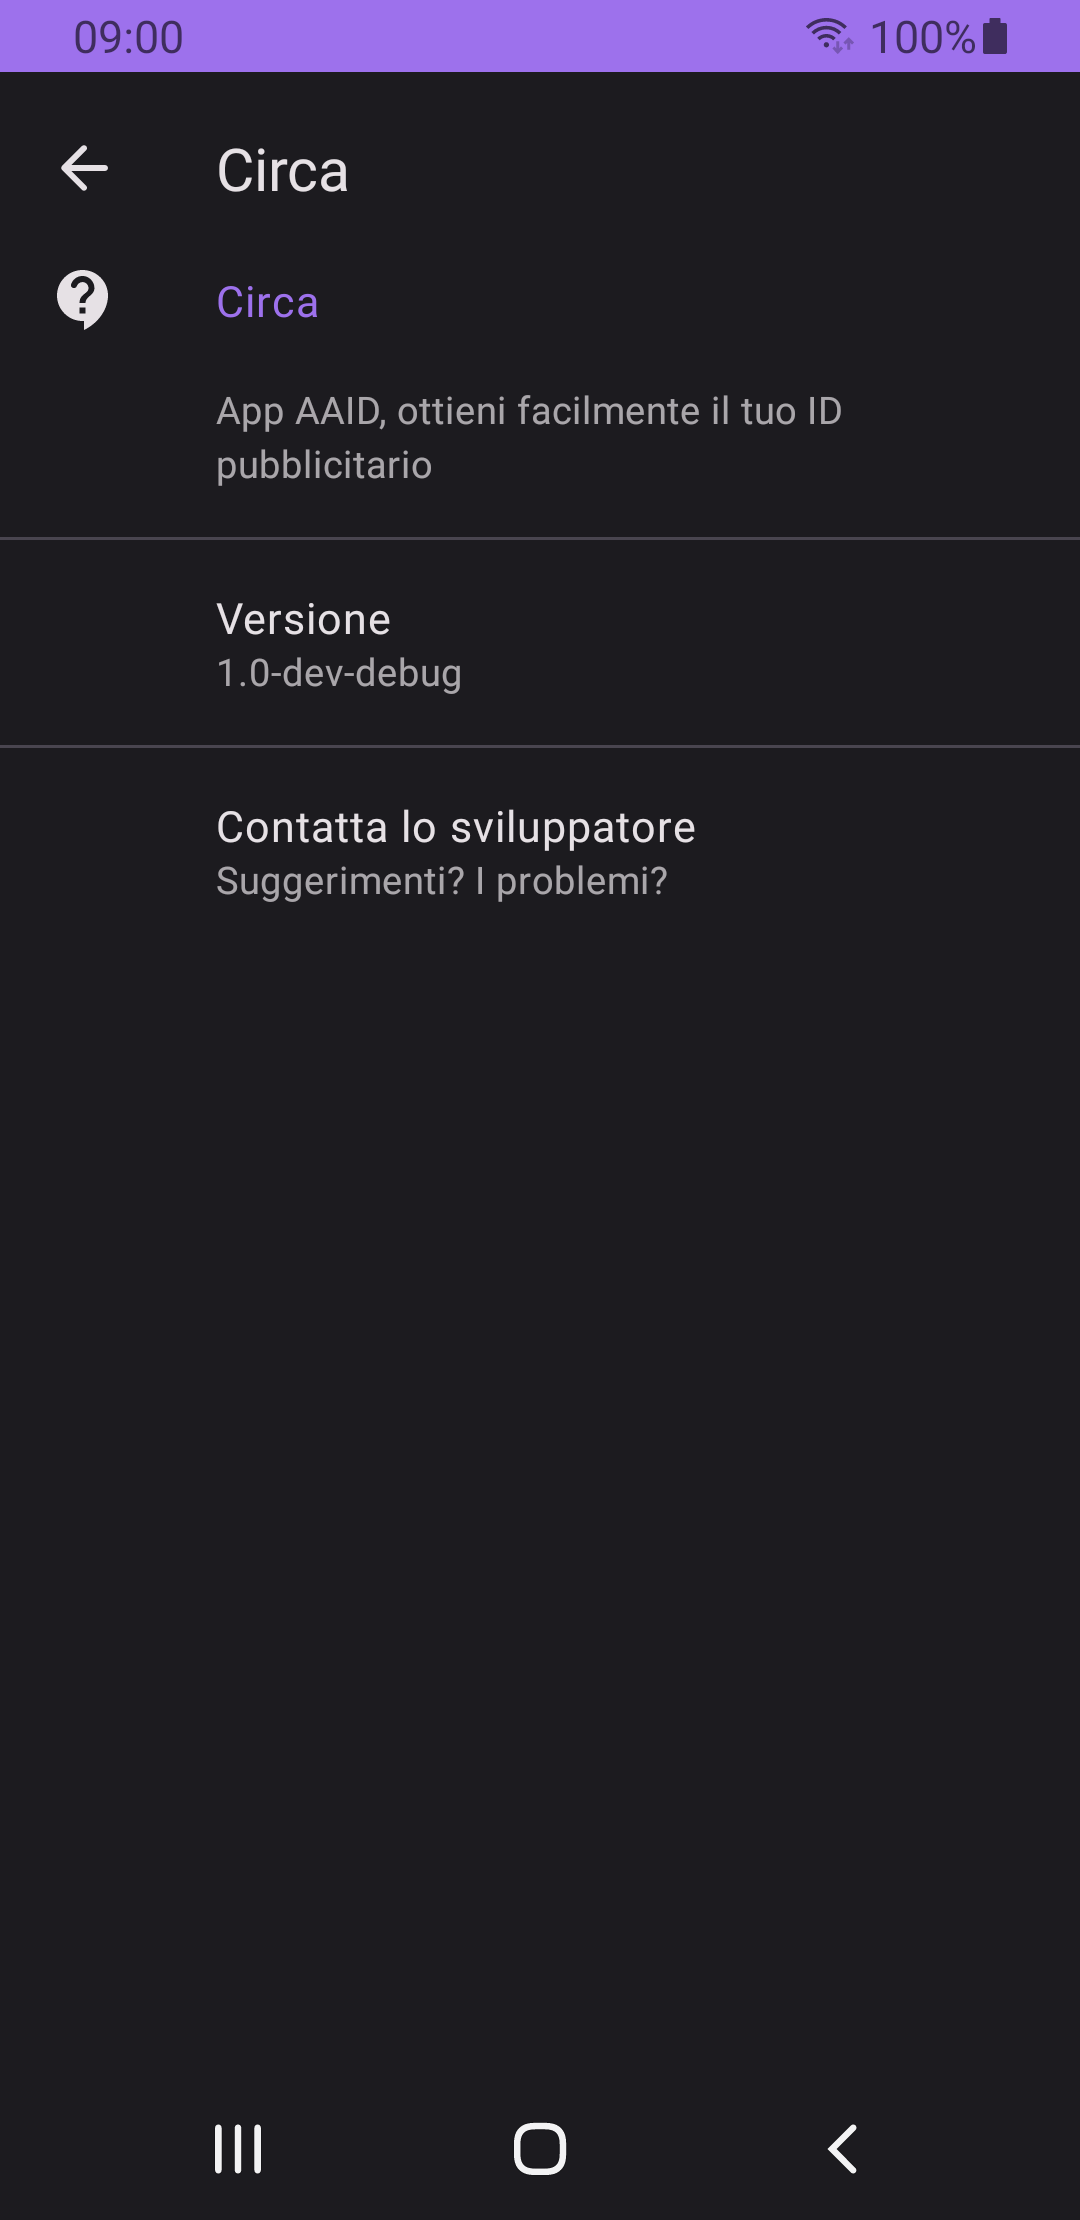 09:00
100%
Circa
Circa
App AAID, ottieni facilmente il tuo ID
pubblicitario
Versione
1.0-dev-debug
Contatta lo sviluppatore
Suggerimenti? I problemi?